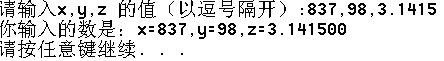 请输入x,y,z 的值（以逗号隔开）:837,98,3.1415
你输入的数是：x=837,y=98,z=3.141500
请按任意键继续. . .